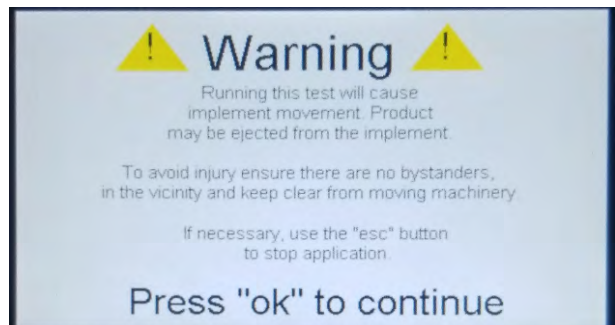 ! Warning !
Running this test will cause
implement movement. Product
may be ejected from the implement.
To avoid injury ensure there are no bystanders,
in the vicinity and keep clear from moving machinery
If necessary, use the "esc" button
to stop application.
Press "ok" to continue